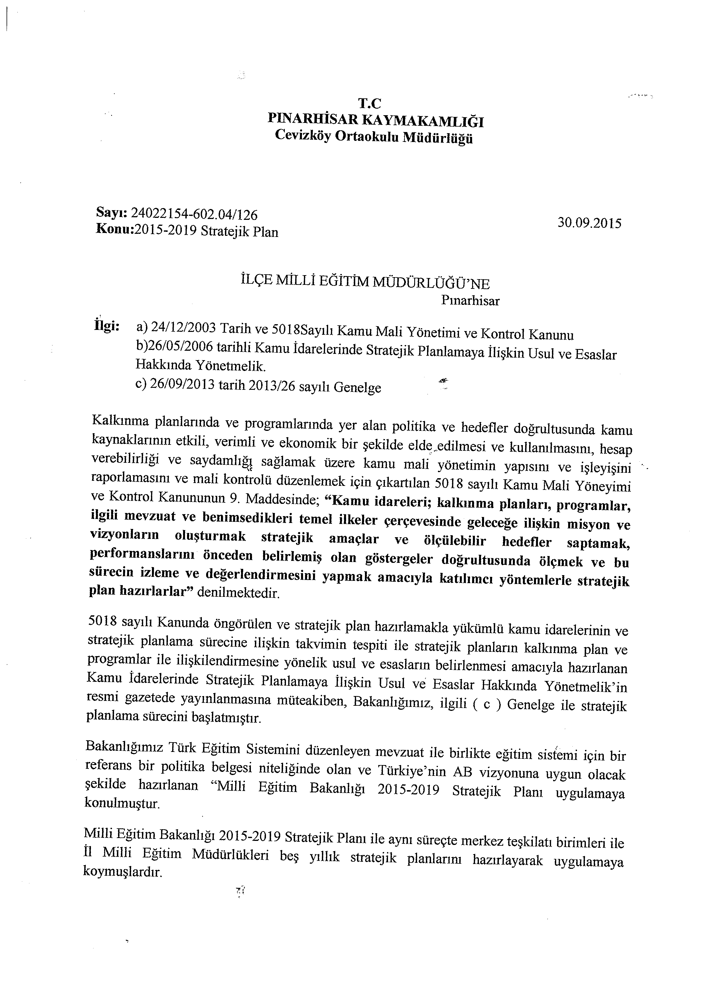 T.C
PINARHİSAR KAYMAKAMLIĞI
Cevizköy Ortaokulu Müdürlüğü
Sayı: 24022154-602.04/126
30.09.2015
Konu:2015-2019 Stratejik Plan
İLÇE MİLLİ EĞİTİM MÜDÜRLÜĞÜ’NE
Pınarhisar
İlgi: a) 24/12/2003 Tarih ve 5018Sayılı Kamu Mali Yönetimi ve Kontrol Kanunu
b)26/05/2006 tarihli Kamu İdarelerinde Stratejik Planlamaya İlişkin Usul ve Esaslar
Hakkında Yönetmelik.
c) 26/09/2013 tarih 2013/26 sayılı Genelge
Kalkınma planlarında ve programlarında yer alan politika ve hedefler doğrultusunda kamu
kaynaklarının etkili, verimli ve ekonomik bir şekilde elde edilmesi ve kullanılmasını, hesap
verebilirliği ve saydamlığı sağlamak üzere kamu mali yönetimin yapısını ve işleyişini
raporlamasını ve mali kontrolü düzenlemek için çıkartılan 5018 sayılı Kamu Mali Yöneyimi
ve Kontrol Kanununun 9. Maddesinde; “Kamu idareleri; kalkınma planları, programlar,
ilgili mevzuat ve benimsedikleri temel ilkeler çerçevesinde geleceğe ilişkin misyon ve
vizyonların oluşturmak stratejik amaçlar ve ölçülebilir hedefler saptamak,
performanslarını önceden belirlemiş olan göstergeler doğrultusunda ölçmek ve bu
sürecin izleme ve değerlendirmesini yapmak amacıyla katılımcı yöntemlerle stratejik
plan hazırlarlar” denilmektedir.
5018 sayılı Kanunda öngörülen ve stratejik plan hazırlamakla yükümlü kamu idarelerinin ve
stratejik planlama sürecine ilişkin takvimin tespiti ile stratejik planların kalkınma plan ve
programlar ile ilişkilendirmesine yönelik usul ve esasların belirlenmesi amacıyla hazırlanan
Kamu İdarelerinde Stratejik Planlamaya İlişkin Usul ve Esaslar Hakkında Yönetmelik’in
resmi gazetede yayınlanmasına müteakiben, Bakanlığımız, ilgili ( c ) Genelge ile stratejik
planlama sürecini başlatmıştır.
Bakanlığımız Türk Eğitim Sistemini düzenleyen mevzuat ile birlikte eğitim sistemi için bir
referans bir politika belgesi niteliğinde olan ve Türkiye’nin AB vizyonuna uygun olacak
şekilde hazırlanan “Milli Eğitim Bakanlığı 2015-2019 Stratejik Planı uygulamaya
konulmuştur.
Milli Eğitim Bakanlığı 2015-2019 Stratejik Planı ile aynı süreçte merkez teşkilatı birimleri ile
İl Milli Eğitim Müdürlükleri beş yıllık stratejik planlarını hazırlayarak uygulamaya
koymuşlardır.